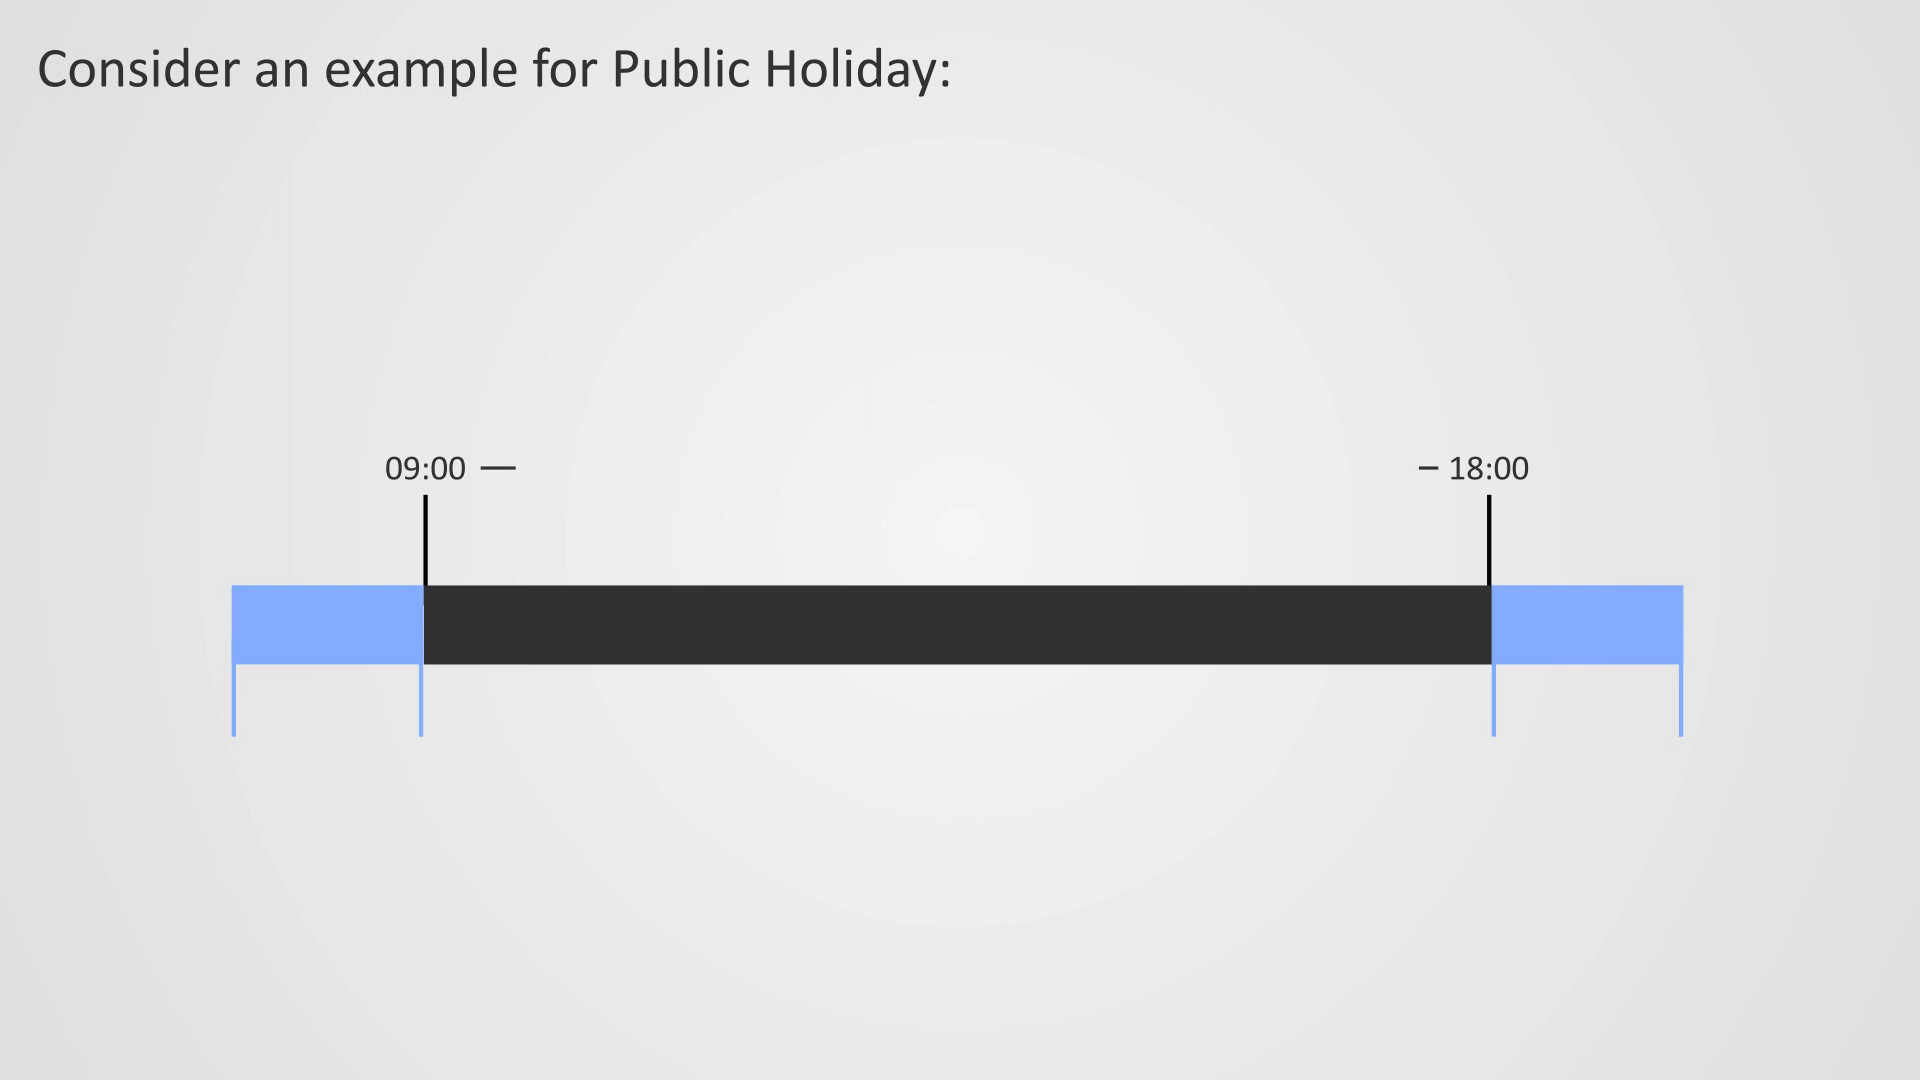 Consider an example for Public Holiday:
09:00 — – 18:00